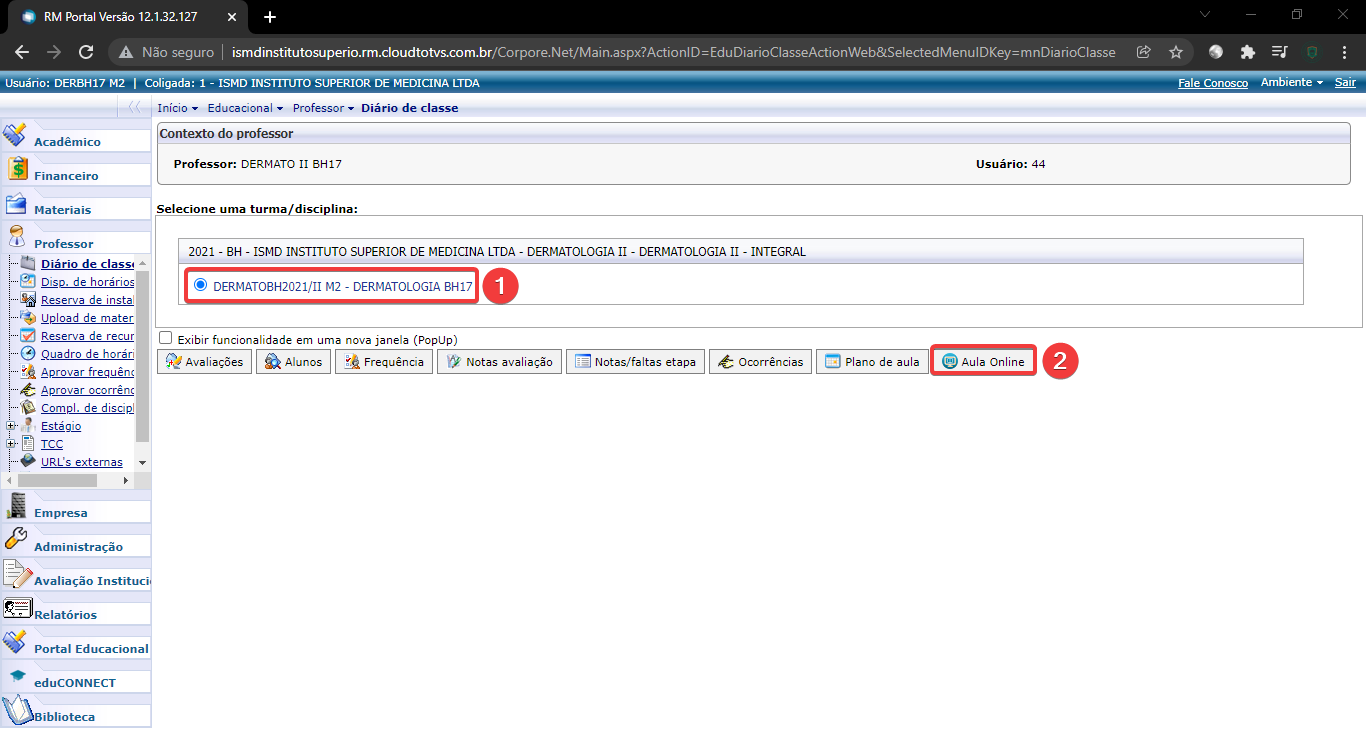 RM Portal Versão 12.1.32.127
Não seguro | ismdinstitutosuperio.rm.cloudtotvs.com.br/Corpore.Net/Main.aspx?ActionID=EduDiarioClasseActionWeb&SelectedMenuIDKey=mnDiarioClasse
Usuário: DERBH17 M2 | Coligada: 1 - ISMD INSTITUTO SUPERIOR DE MEDICINA LTDA
Fale Conosco Ambiente Sair
Início Educacional Professor Diário de classe
Acadêmico
Financeiro
Materiais
Professor
Diário de classe
Disp. de horários
Reserva de insta
Upload de mater
Reserva de recur
Quadro de horári
Aprovar frequênc
Aprovar ocorrênc
Compl. de discipl
Estágio
TCC
URL's externas
Empresa
Administração
Avaliação Instituci
Relatórios
Portal Educacional
eduCONNECT
Biblioteca
Contexto do professor
Professor: DERMATO II BH17
Usuário: 44
Selecione uma turma/disciplina:
2021 - BH - ISMD INSTITUTO SUPERIOR DE MEDICINA LTDA - DERMATOLOGIA II - DERMATOLOGIA II - INTEGRAL
DERMATOBH2021/II M2 - DERMATOLOGIA BH17
1
Exibir funcionalidade em uma nova janela (PopUp)
Avaliações Alunos Frequência Notas avaliação Notas/faltas etapa Ocorrências Plano de aula Aula Online
2